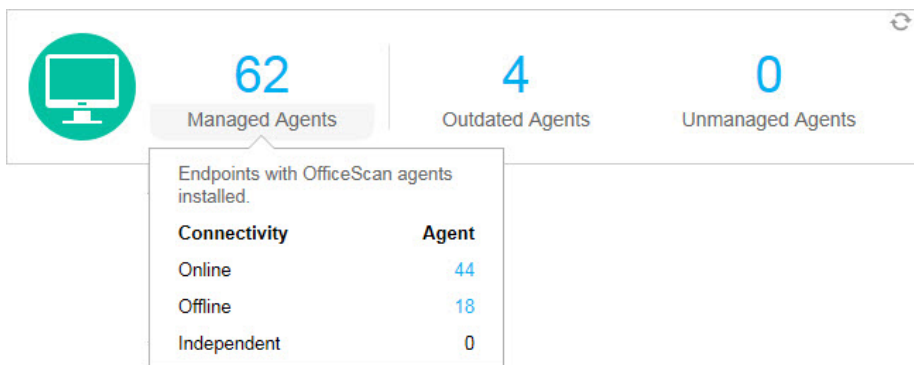 62 4 0
Managed Agents Outdated Agents Unmanaged Agents
Endpoints with OfficeScan agents
installed.
Connectivity Agent
Online 44
Offline 18
Independent 0